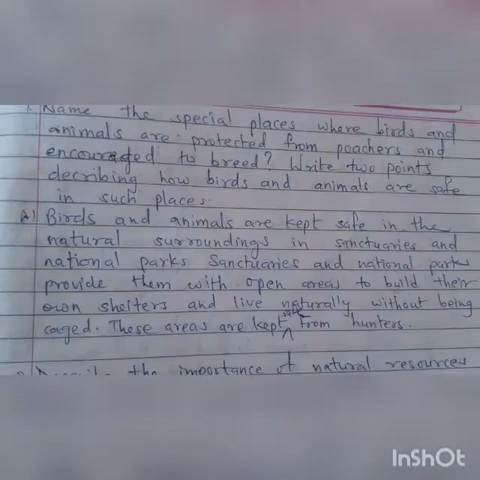 1. Name the special places where birds and
animals are protected from poachers and
encouraged to breed? Write two points
decribing how birds and animals are safe
in such places.
A) Birds and animals are kept safe in the
natural surroundings in sanctuaries and
national parks Sanctuaries and national parks
provide them with open areas to build their
own shelters and live naturally without being
caged. These areas are kept safe from hunters.
the importance of natural resources
InShOt